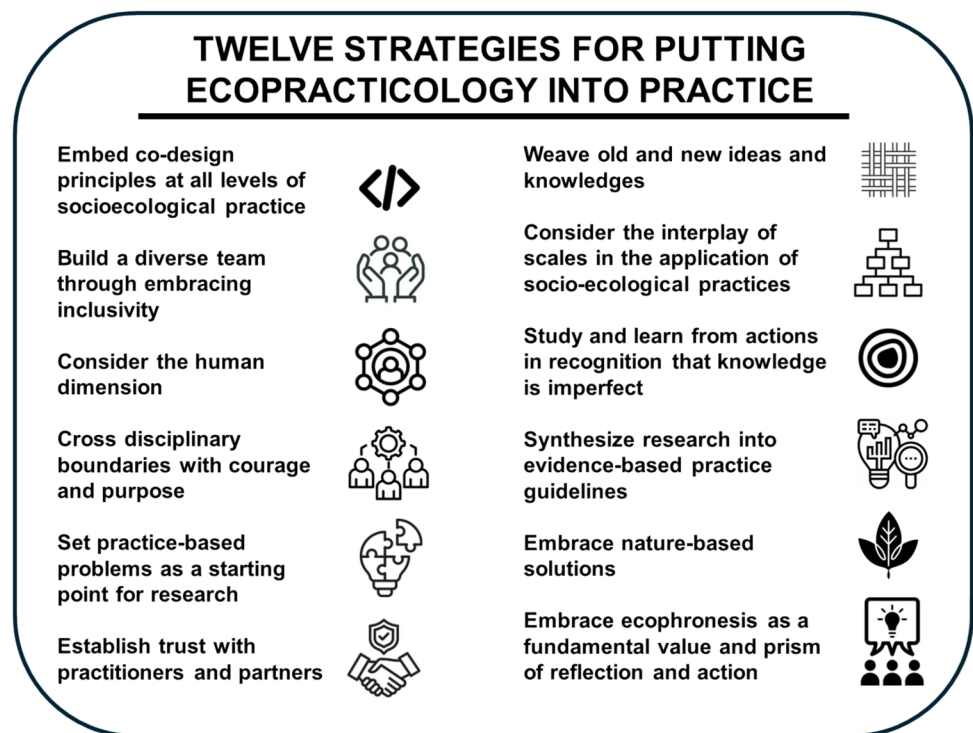 TWELVE STRATEGIES FOR PUTTING
ECOPRACTICOLOGY INTO PRACTICE
Embed co-design
principles at all levels of
socioecological practice
Build a diverse team
through embracing
inclusivity
Consider the human
dimension
Cross disciplinary
boundaries with courage
and purpose
Set practice-based
problems as a starting
point for research
Establish trust with
practitioners and partners
Weave old and new ideas and
knowledges
Consider the interplay of
scales in the application of
socio-ecological practices
Study and learn from actions
in recognition that knowledge
is imperfect
Synthesize research into
evidence-based practice
guidelines
Embrace nature-based
solutions
Embrace ecophronesis as a
fundamental value and prism
of reflection and action